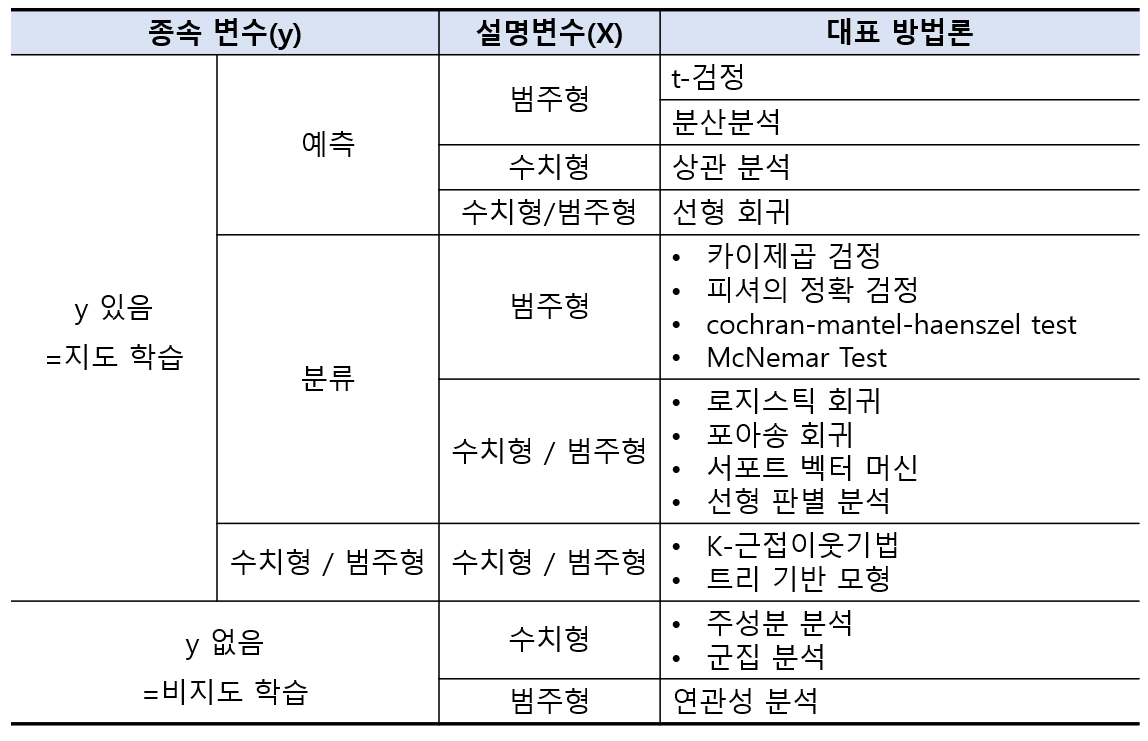 종속 변수(y) 설명변수(X) 대표 방법론
y 있음
=지도 학습
예측
범주형
t-검정
분산분석
수치형 상관 분석
수치형/범주형 선형 회귀
분류
범주형
• 카이제곱 검정
• 피셔의 정확 검정
• cochran-mantel-haenszel test
• McNemar Test
수치형 / 범주형
• 로지스틱 회귀
• 포아송 회귀
• 서포트 벡터 머신
• 선형 판별 분석
수치형 / 범주형 수치형 / 범주형
• K-근접이웃기법
• 트리 기반 모형
y 없음
=비지도 학습
수치형
• 주성분 분석
• 군집 분석
범주형 연관성 분석